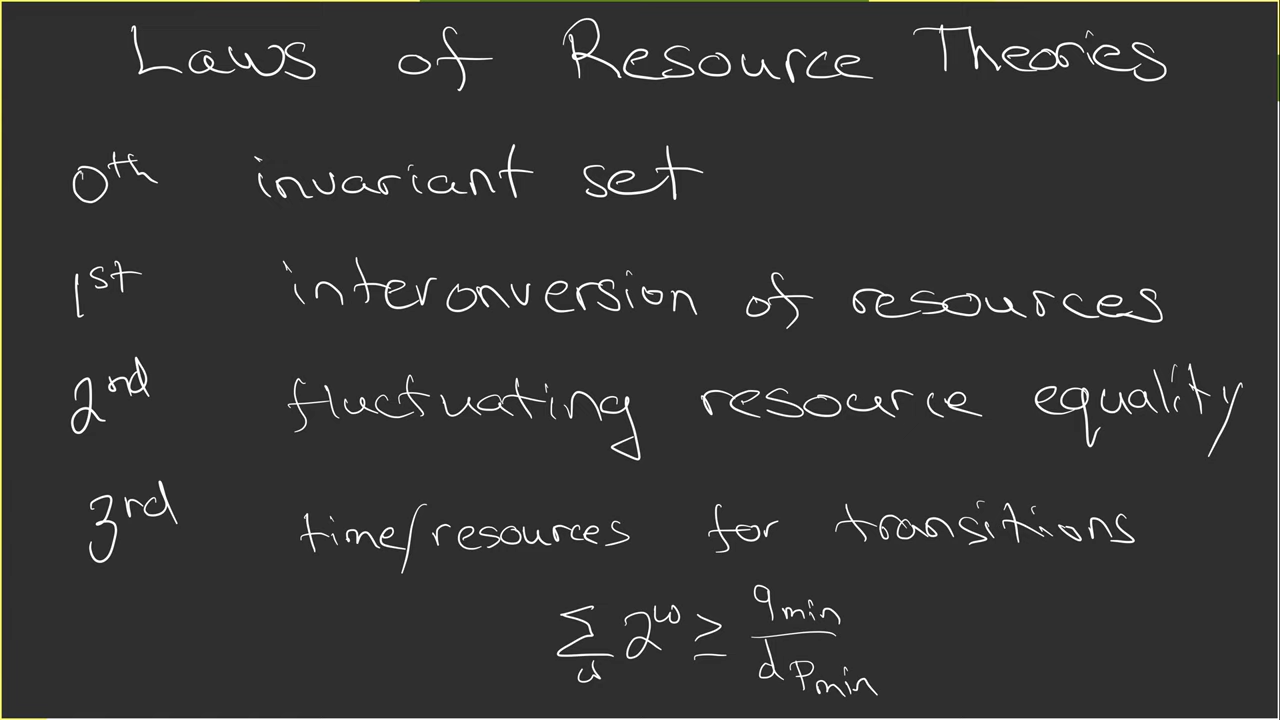 Laws of Resource Theories
0th invariant set
1st interonversion of resources
2nd fluctuating resource equality
3rd time/resources for transitions
∑_ω 2^ω ≥ q_min / d p_min